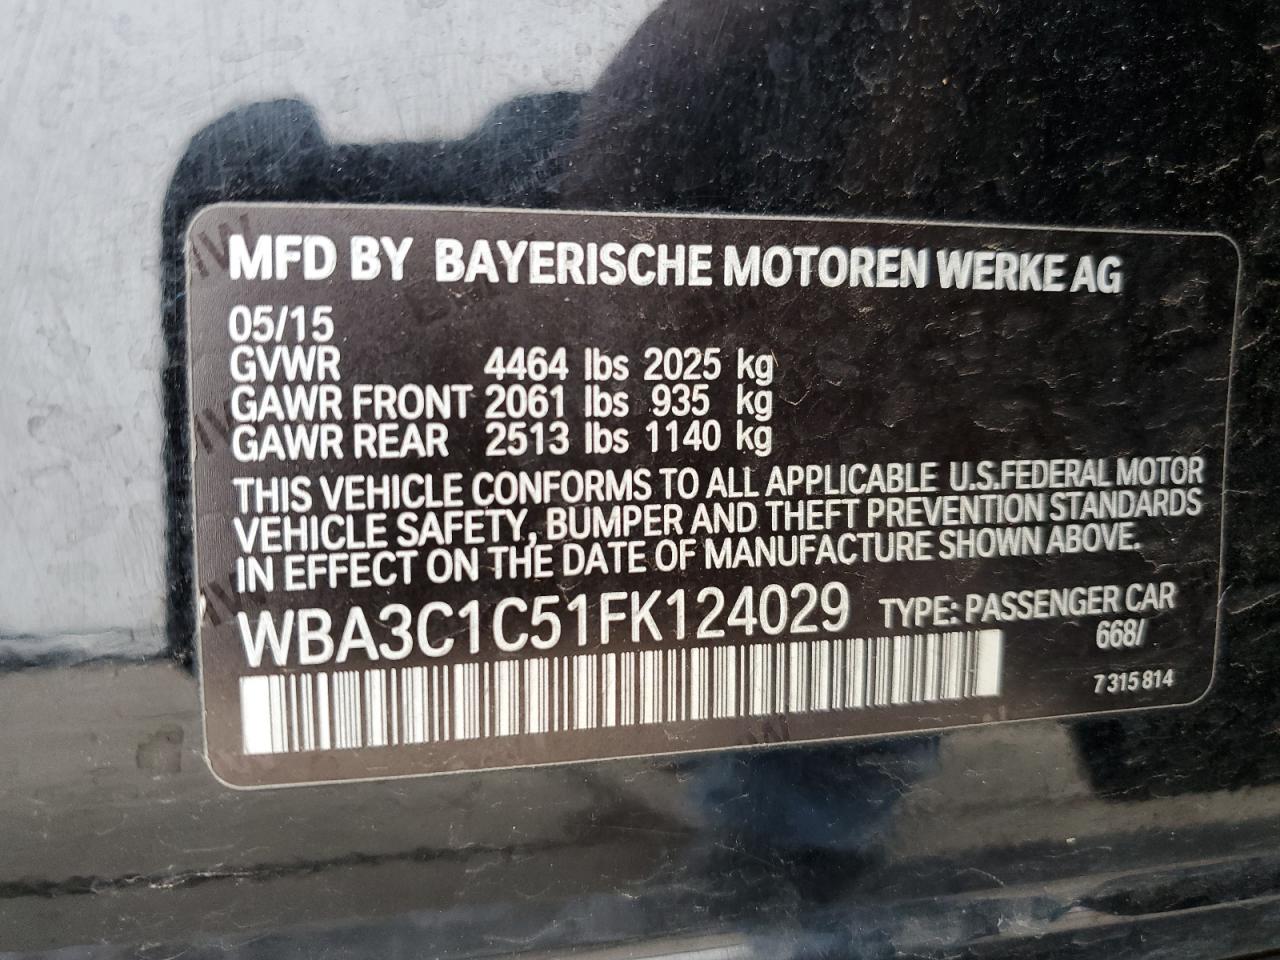 MFD BY BAYERISCHE MOTOREN WERKE AG
05/15
GVWR 4464 lbs 2025 kg
GAWR FRONT 2061 lbs 935 kg
GAWR REAR 2513 lbs 1140 kg
THIS VEHICLE CONFORMS TO ALL APPLICABLE U.S.FEDERAL MOTOR
VEHICLE SAFETY, BUMPER AND THEFT PREVENTION STANDARDS
IN EFFECT ON THE DATE OF MANUFACTURE SHOWN ABOVE.
WBA3C1C51FK124029 TYPE: PASSENGER CAR
668/
7 315 814